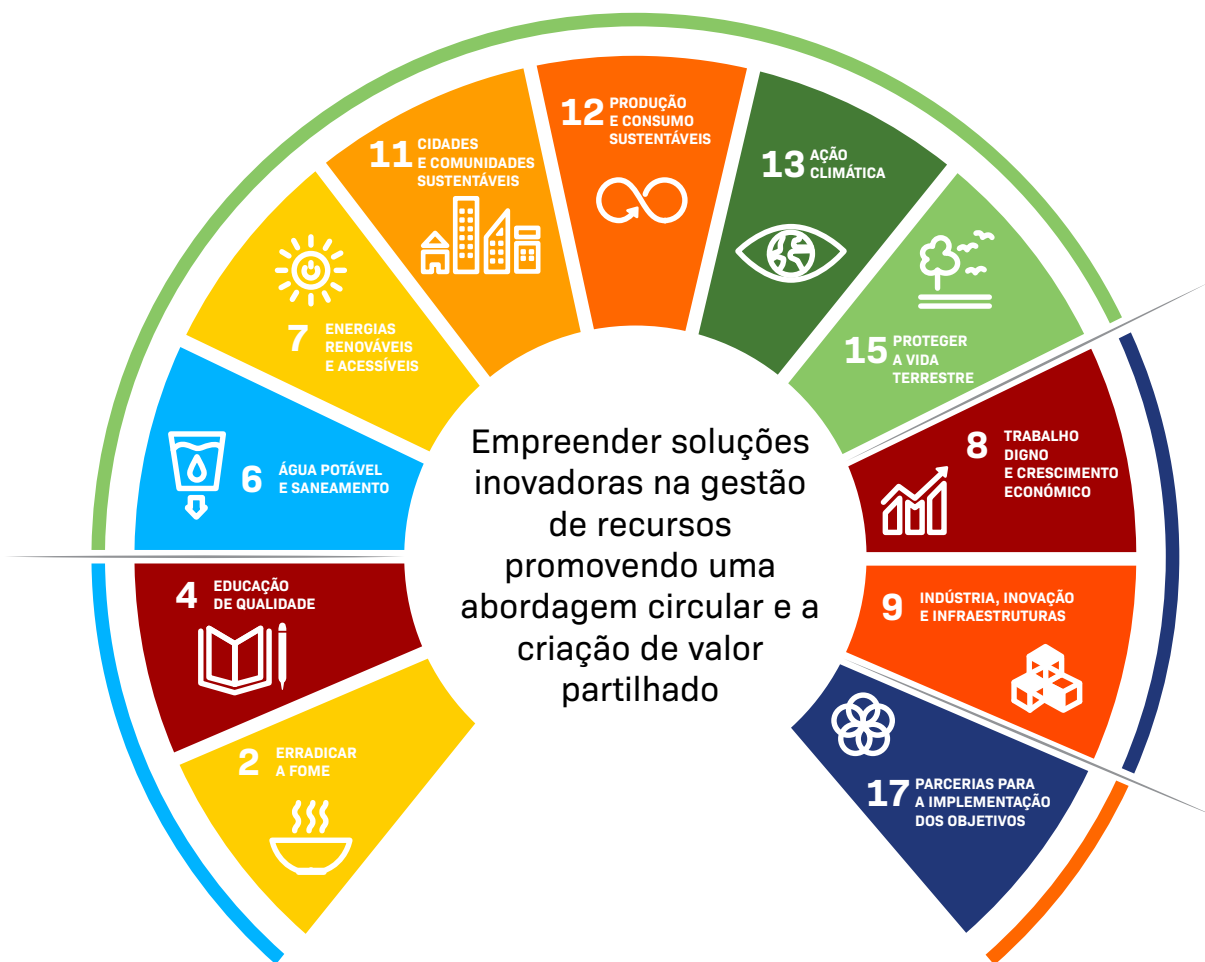 12 PRODUÇÃO
E CONSUMO
SUSTENTÁVEIS
11 CIDADES
E COMUNIDADES
SUSTENTÁVEIS
13 AÇÃO
CLIMÁTICA
7 ENERGIAS
RENOVÁVEIS
E ACESSÍVEIS
15 PROTEGER
A VIDA
TERRESTRE
6 ÁGUA POTÁVEL
E SANEAMENTO
8 TRABALHO
DIGNO
E CRESCIMENTO
ECONÓMICO
Empreender soluções
inovadoras na gestão
de recursos
promovendo uma
abordagem circular e a
criação de valor
partilhado
4 EDUCAÇÃO
DE QUALIDADE
9 INDÚSTRIA, INOVAÇÃO
E INFRAESTRUTURAS
2 ERRADICAR
A FOME
17 PARCERIAS PARA
A IMPLEMENTAÇÃO
DOS OBJETIVOS